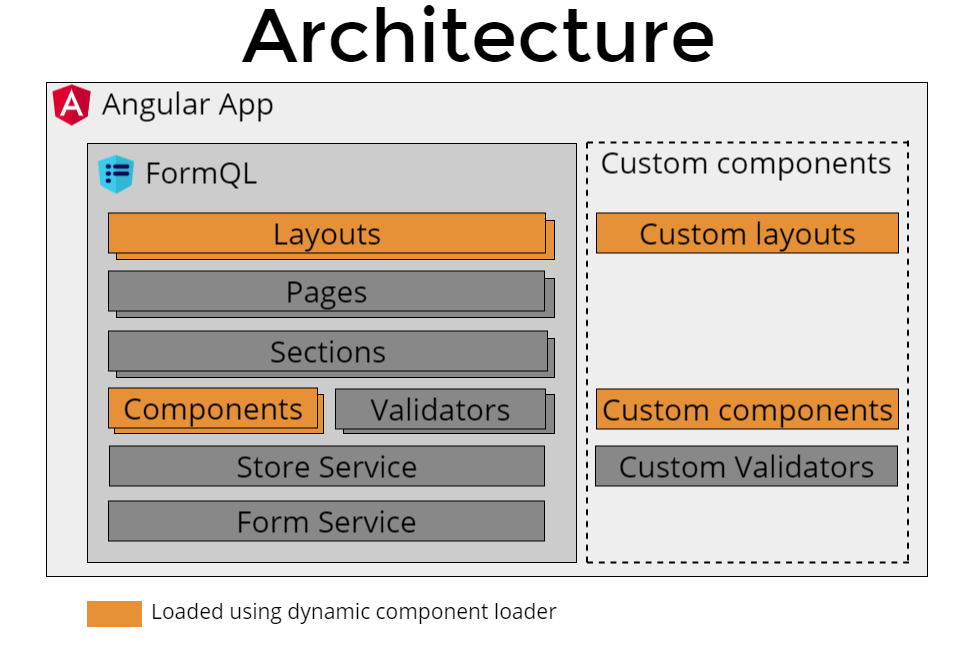 Architecture
A
Angular App
FormQL
Layouts
Pages
Sections
Components
Validators
Store Service
Form Service
Custom components
Custom layouts
Custom components
Custom Validators
Loaded using dynamic component loader